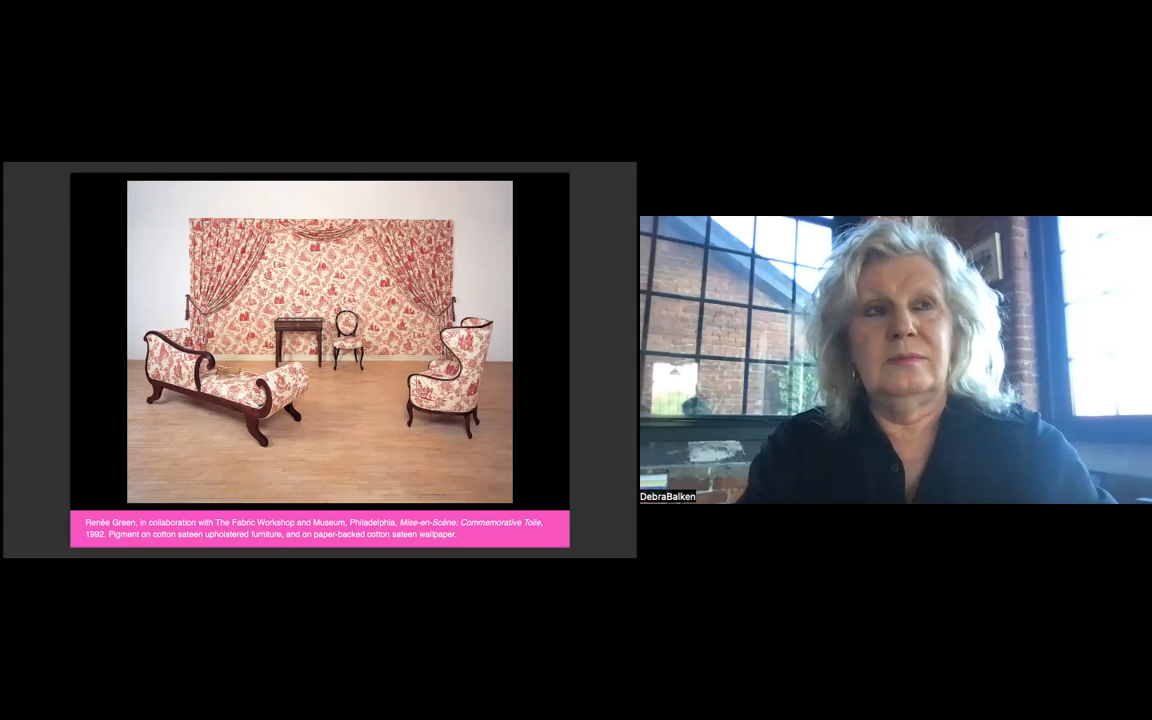 Renée Green, in collaboration with The Fabric Workshop and Museum, Philadelphia, Mise-en-Scène: Commemorative Toile,
1992. Pigment on cotton sateen upholstered furniture, and on paper-backed cotton sateen wallpaper.
DebraBalken